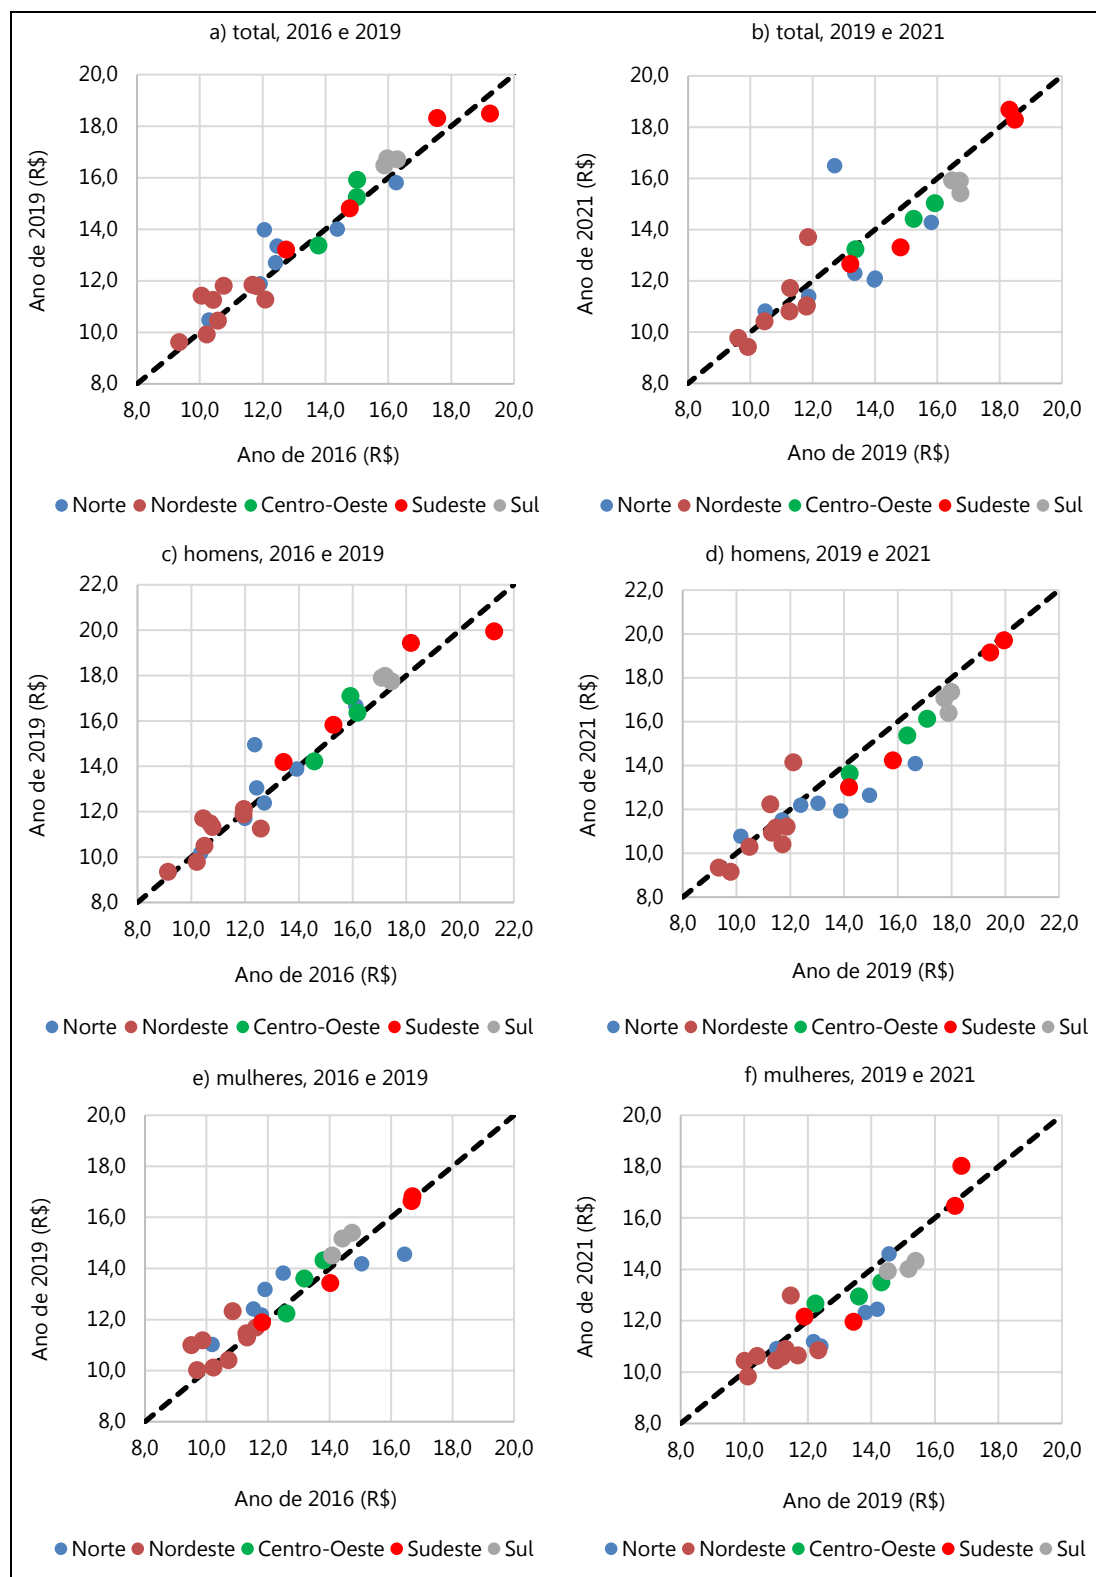 a) total, 2016 e 2019
20,0
18,0
16,0
14,0
12,0
10,0
8,0
Ano de 2019 (R$)
8,0 10,0 12,0 14,0 16,0 18,0 20,0
Ano de 2016 (R$)
Norte Nordeste Centro-Oeste Sudeste Sul
b) total, 2019 e 2021
20,0
18,0
16,0
14,0
12,0
10,0
8,0
Ano de 2021 (R$)
8,0 10,0 12,0 14,0 16,0 18,0 20,0
Ano de 2019 (R$)
Norte Nordeste Centro-Oeste Sudeste Sul
c) homens, 2016 e 2019
22,0
20,0
18,0
16,0
14,0
12,0
10,0
8,0
Ano de 2019 (R$)
8,0 10,0 12,0 14,0 16,0 18,0 20,0 22,0
Ano de 2016 (R$)
Norte Nordeste Centro-Oeste Sudeste Sul
d) homens, 2019 e 2021
22,0
20,0
18,0
16,0
14,0
12,0
10,0
8,0
Ano de 2021 (R$)
8,0 10,0 12,0 14,0 16,0 18,0 20,0 22,0
Ano de 2019 (R$)
Norte Nordeste Centro-Oeste Sudeste Sul
e) mulheres, 2016 e 2019
20,0
18,0
16,0
14,0
12,0
10,0
8,0
Ano de 2019 (R$)
8,0 10,0 12,0 14,0 16,0 18,0 20,0
Ano de 2016 (R$)
Norte Nordeste Centro-Oeste Sudeste Sul
f) mulheres, 2019 e 2021
20,0
18,0
16,0
14,0
12,0
10,0
8,0
Ano de 2021 (R$)
8,0 10,0 12,0 14,0 16,0 18,0 20,0
Ano de 2019 (R$)
Norte Nordeste Centro-Oeste Sudeste Sul